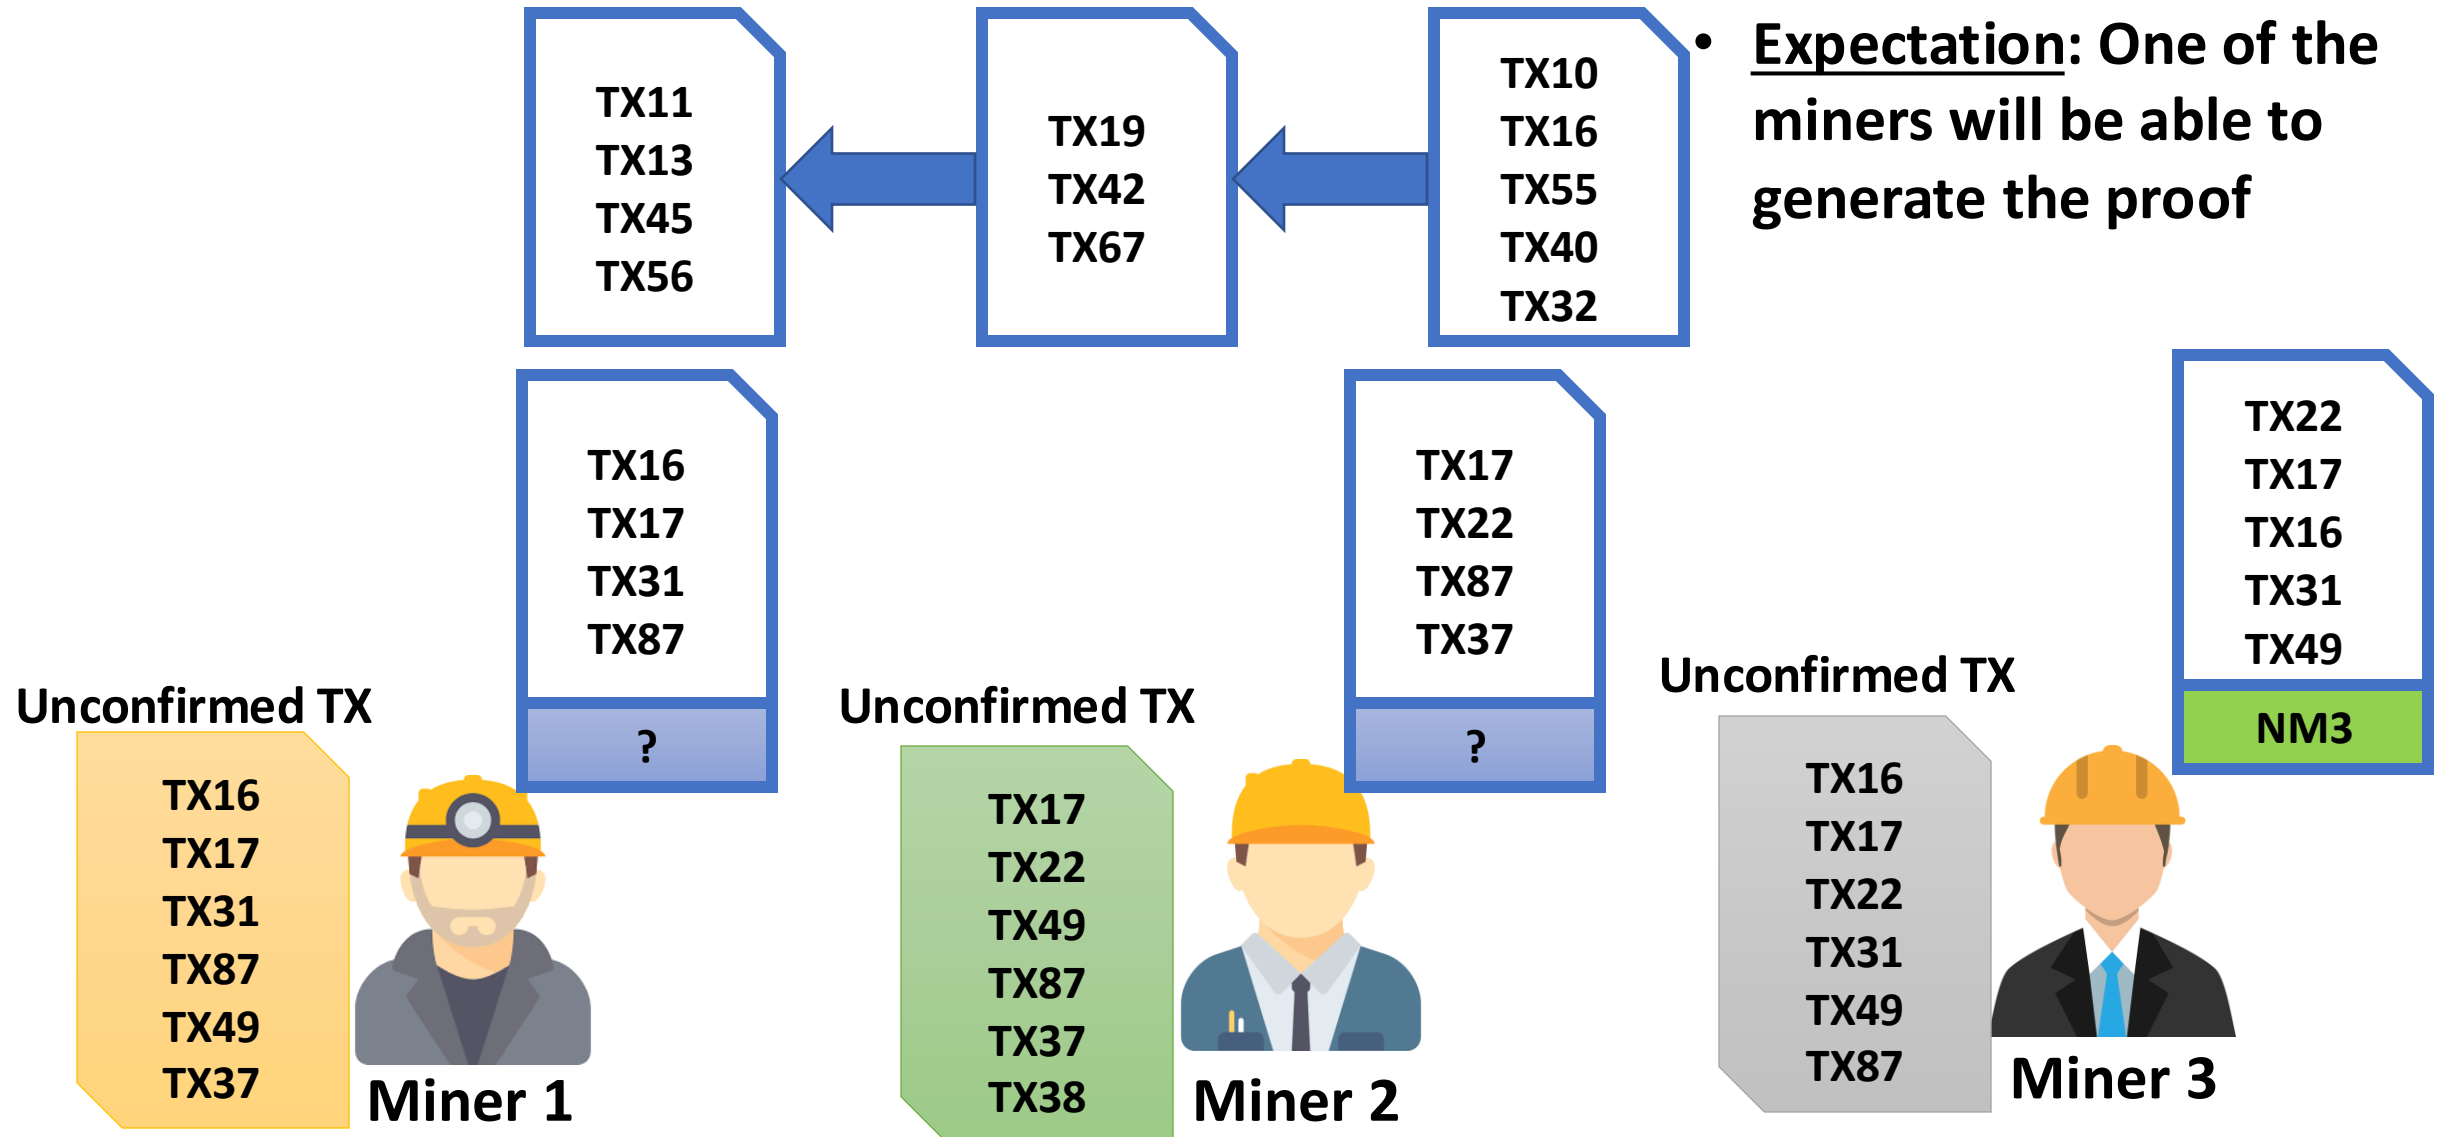 TX11
TX13
TX45
TX56
TX19
TX42
TX67
TX10
TX16
TX55
TX40
TX32
• Expectation: One of the
miners will be able to
generate the proof
TX16
TX17
TX31
TX87
?
TX17
TX22
TX87
TX37
?
TX22
TX17
TX16
TX31
TX49
NM3
Unconfirmed TX
TX16
TX17
TX31
TX87
TX49
TX37
Miner 1
Unconfirmed TX
TX17
TX22
TX49
TX87
TX37
TX38
Miner 2
Unconfirmed TX
TX16
TX17
TX22
TX31
TX49
TX87
Miner 3